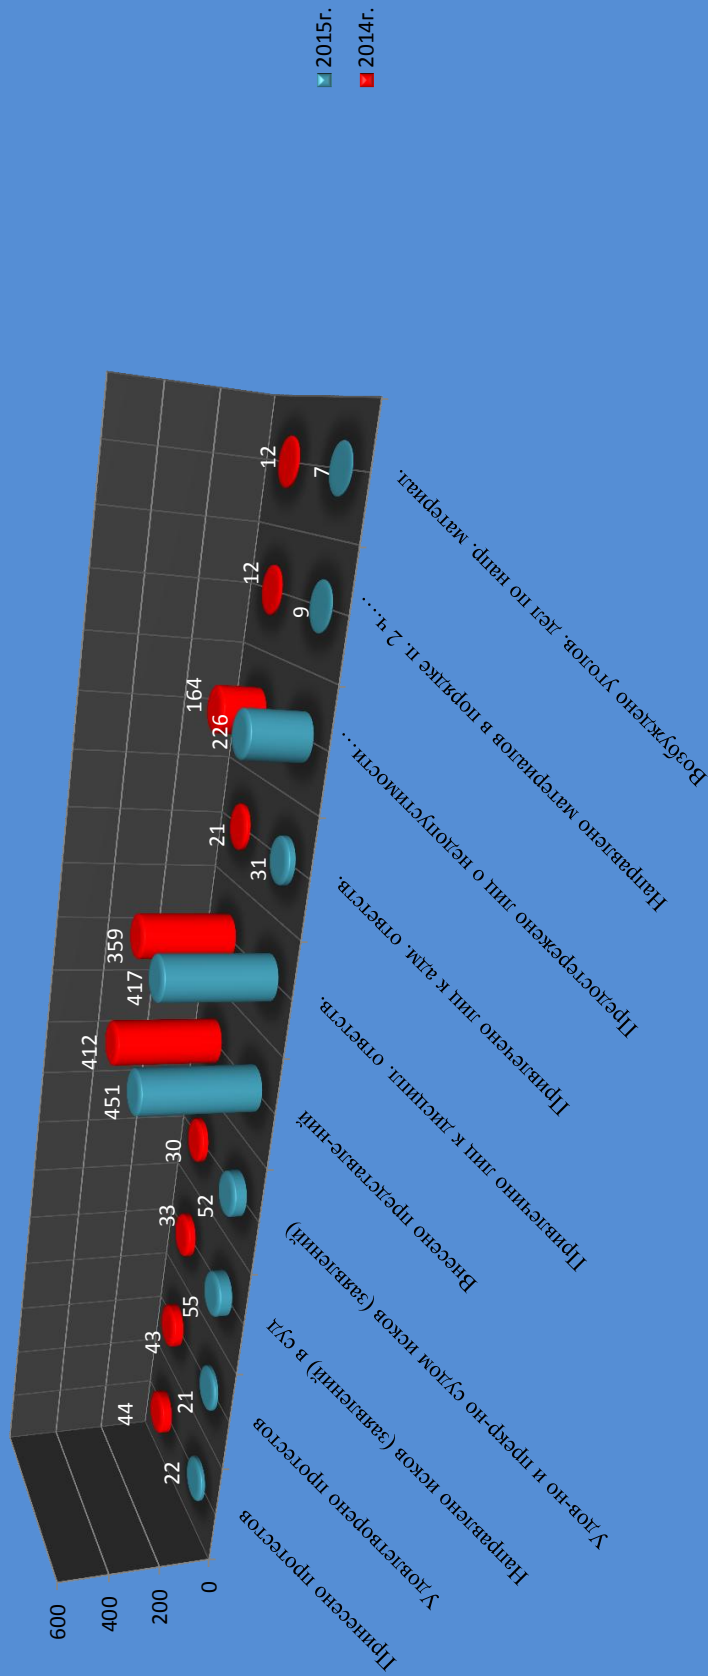 600
400
200
0
44
43
33
30
412
359
21
164
12
12
22
21
55
52
451
417
31
226
9
7
Принесено протестов
Удовлетворено протестов
Направлено исков (заявлений) в суд
Удов-но и прекр-но судом исков (заявлений)
Внесено представле-ний
Привлечино лиц к дисципл. ответств.
Привлечено лиц к адм. ответств.
Предостережено лиц о недопустимости…
Направлено материалов в порядке п. 2 ч.…
Возбуждено уголов. дел по напр. материал.
2015г.
2014г.